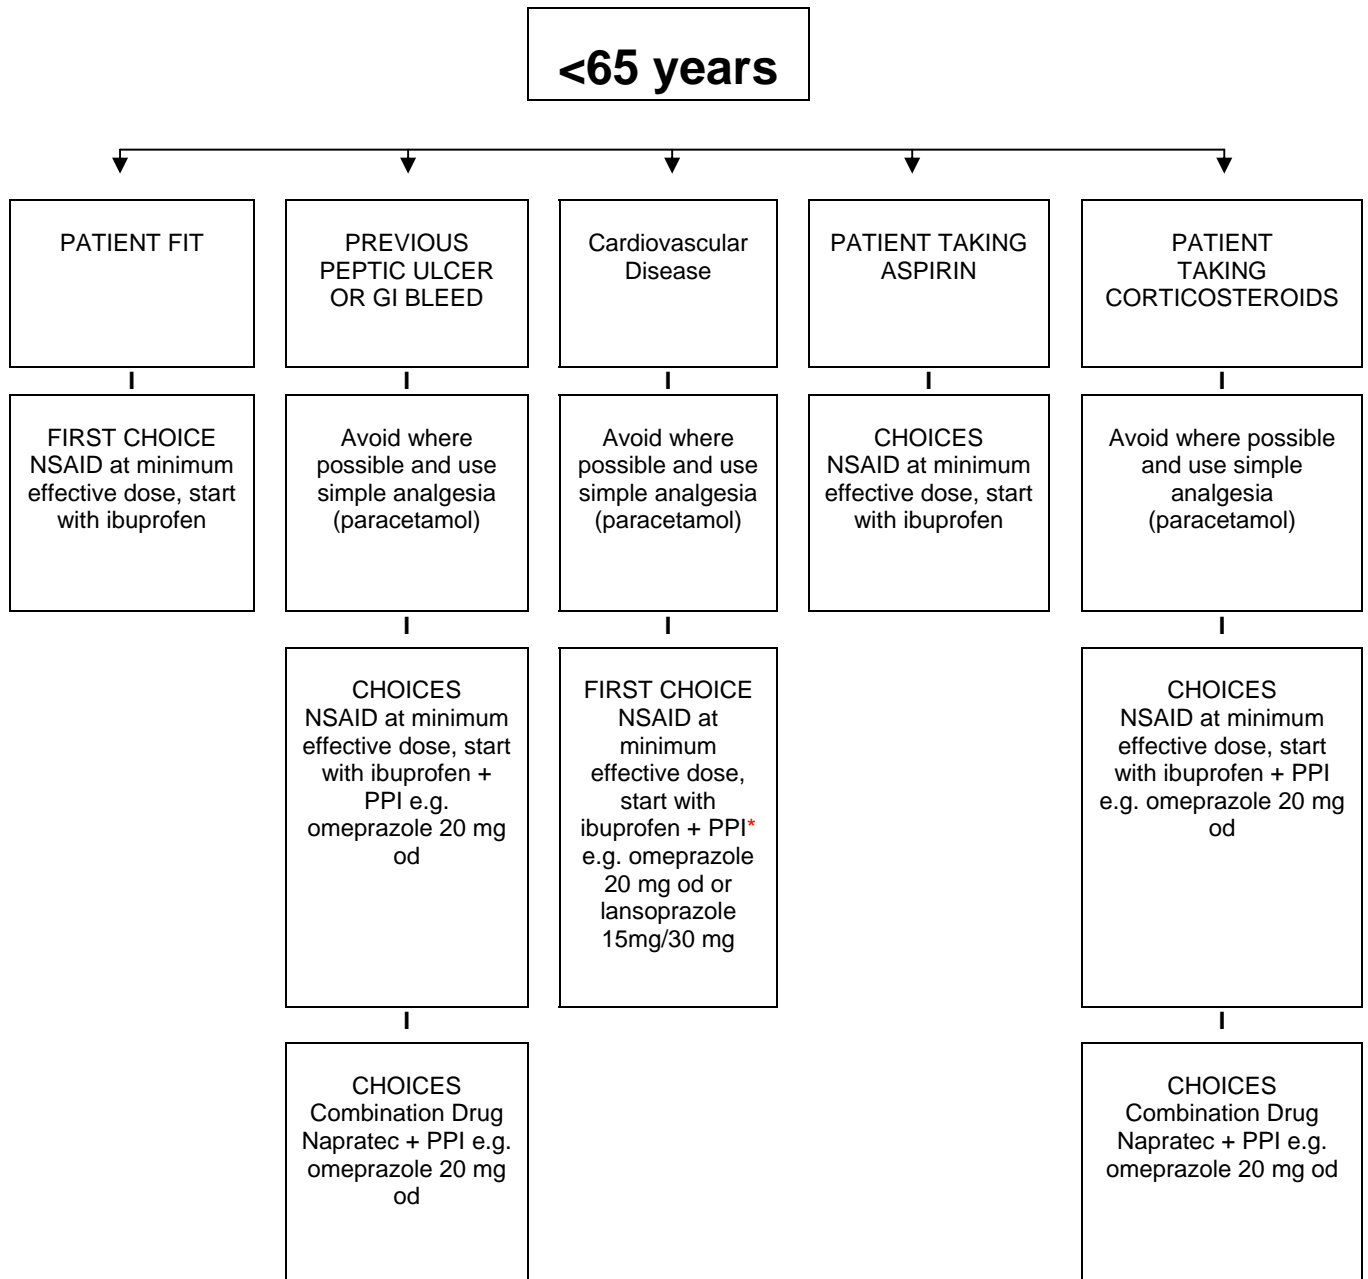 <65 years
PATIENT FIT
PREVIOUS
PEPTIC ULCER
OR GI BLEED
Cardiovascular
Disease
PATIENT TAKING
ASPIRIN
PATIENT
TAKING
CORTICOSTEROIDS
FIRST CHOICE
NSAID at minimum
effective dose, start
with ibuprofen
Avoid where
possible and use
simple analgesia
(paracetamol)
Avoid where
possible and use
simple analgesia
(paracetamol)
CHOICES
NSAID at minimum
effective dose, start
with ibuprofen
Avoid where possible
and use simple
analgesia
(paracetamol)
CHOICES
NSAID at minimum
effective dose, start
with ibuprofen +
PPI e.g.
omeprazole 20 mg
od
FIRST CHOICE
NSAID at
minimum
effective dose,
start with
ibuprofen + PPI*
e.g. omeprazole
20 mg od or
lansoprazole
15mg/30 mg
CHOICES
NSAID at minimum
effective dose, start
with ibuprofen + PPI
e.g. omeprazole 20 mg
od
CHOICES
Combination Drug
Napratec + PPI e.g.
omeprazole 20 mg
od
CHOICES
Combination Drug
Napratec + PPI e.g.
omeprazole 20 mg od